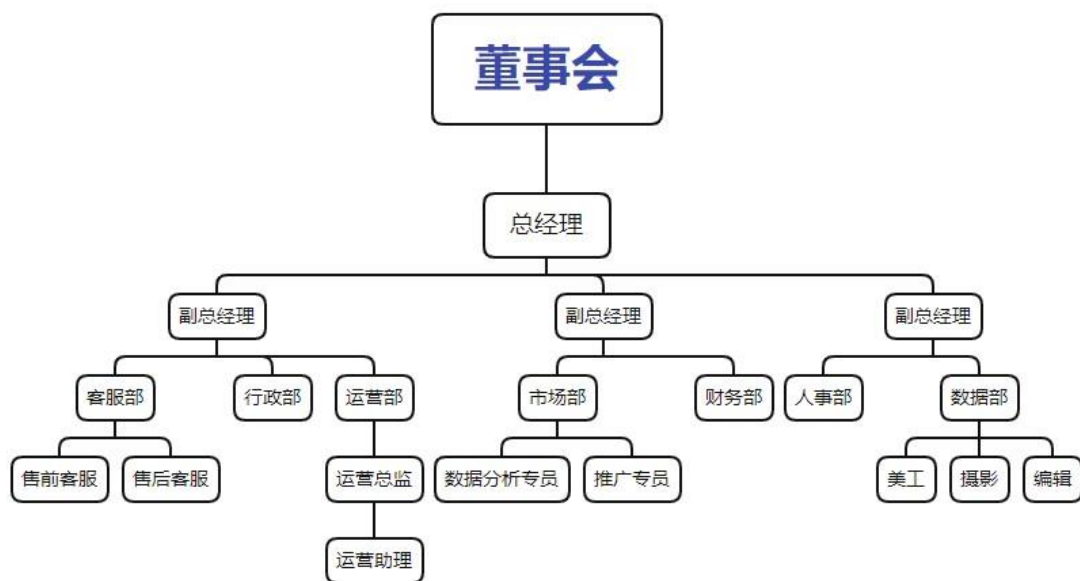 董事会
总经理
副总经理
副总经理
副总经理
客服部
行政部
运营部
市场部
财务部
人事部
数据部
售前客服
售后客服
运营总监
数据分析专员
推广专员
美工
摄影
编辑
运营助理